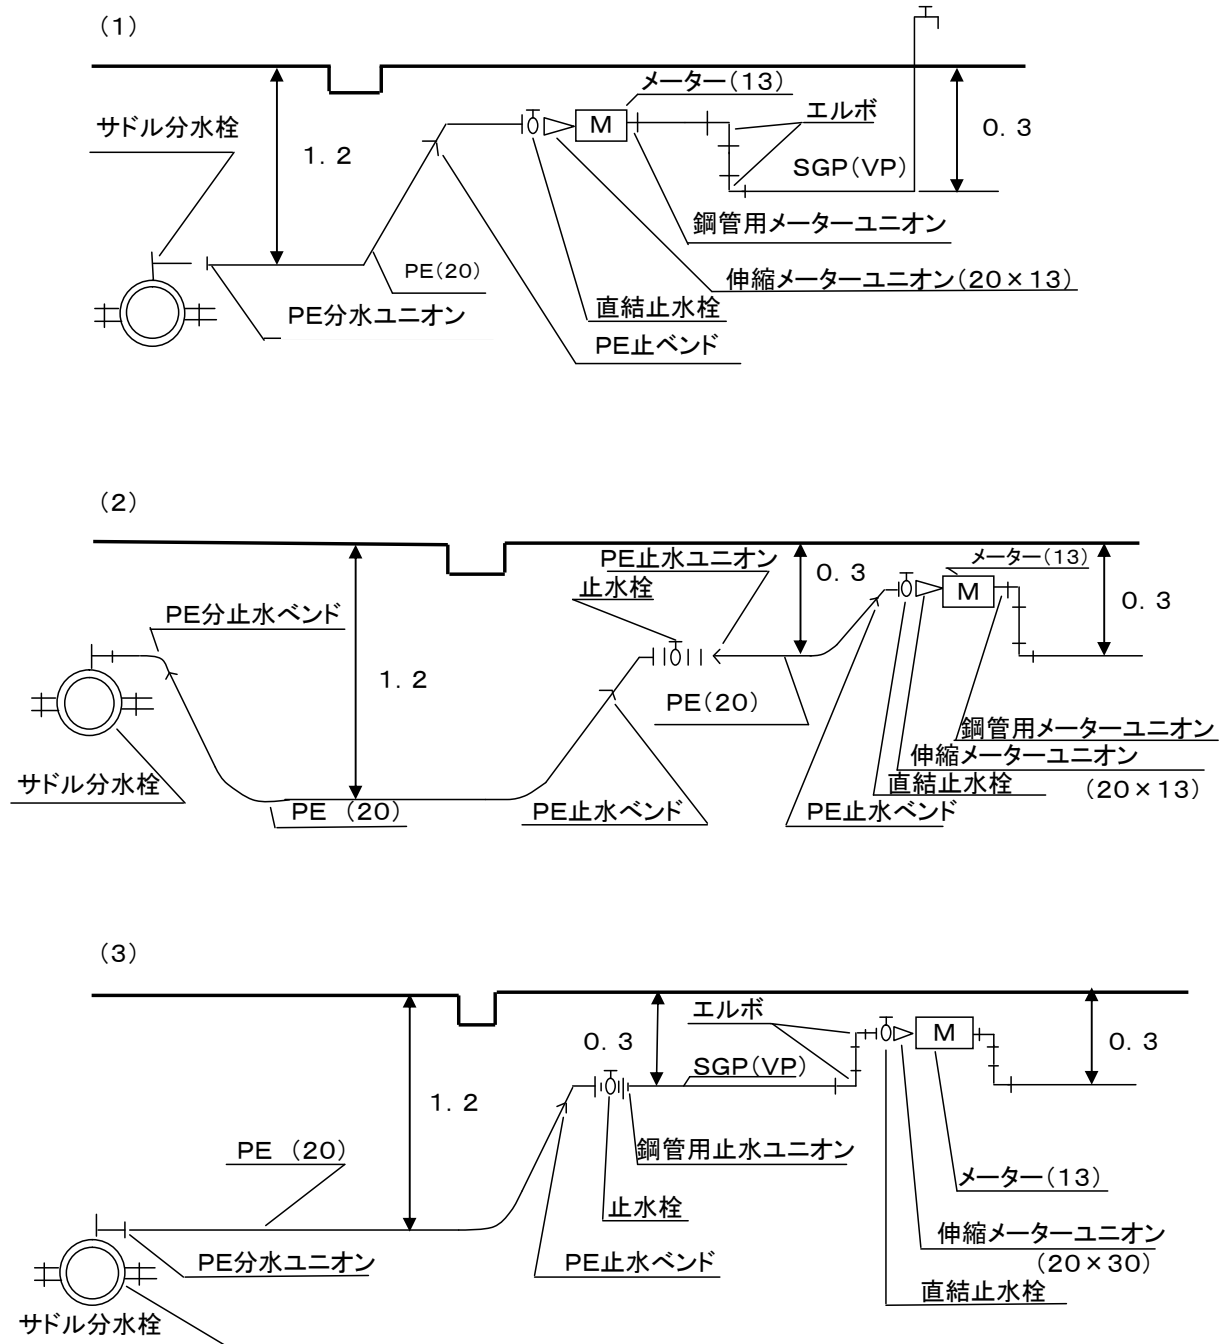 (1)
メーター(13)
サドル分水栓
エルボ
M
0.3
1.2
SGP(VP)
鋼管用メーターユニオン
PE(20)
伸縮メーターユニオン(20×13)
PE分水ユニオン
直結止水栓
PE止ベンド
(2)
PE止水ユニオン
メーター(13)
止水栓
0.3
M
PE分止水ベンド
0.3
1.2
PE(20)
鋼管用メーターユニオン
伸縮メーターユニオン
サドル分水栓
直結止水栓
(20×13)
PE (20)
PE止水ベンド
PE止水ベンド
(3)
エルボ
M
0.3
0.3
SGP(VP)
1.2
PE (20)
鋼管用止水ユニオン
メーター(13)
止水栓
伸縮メーターユニオン
PE分水ユニオン
PE止水ベンド
(20×30)
直結止水栓
サドル分水栓